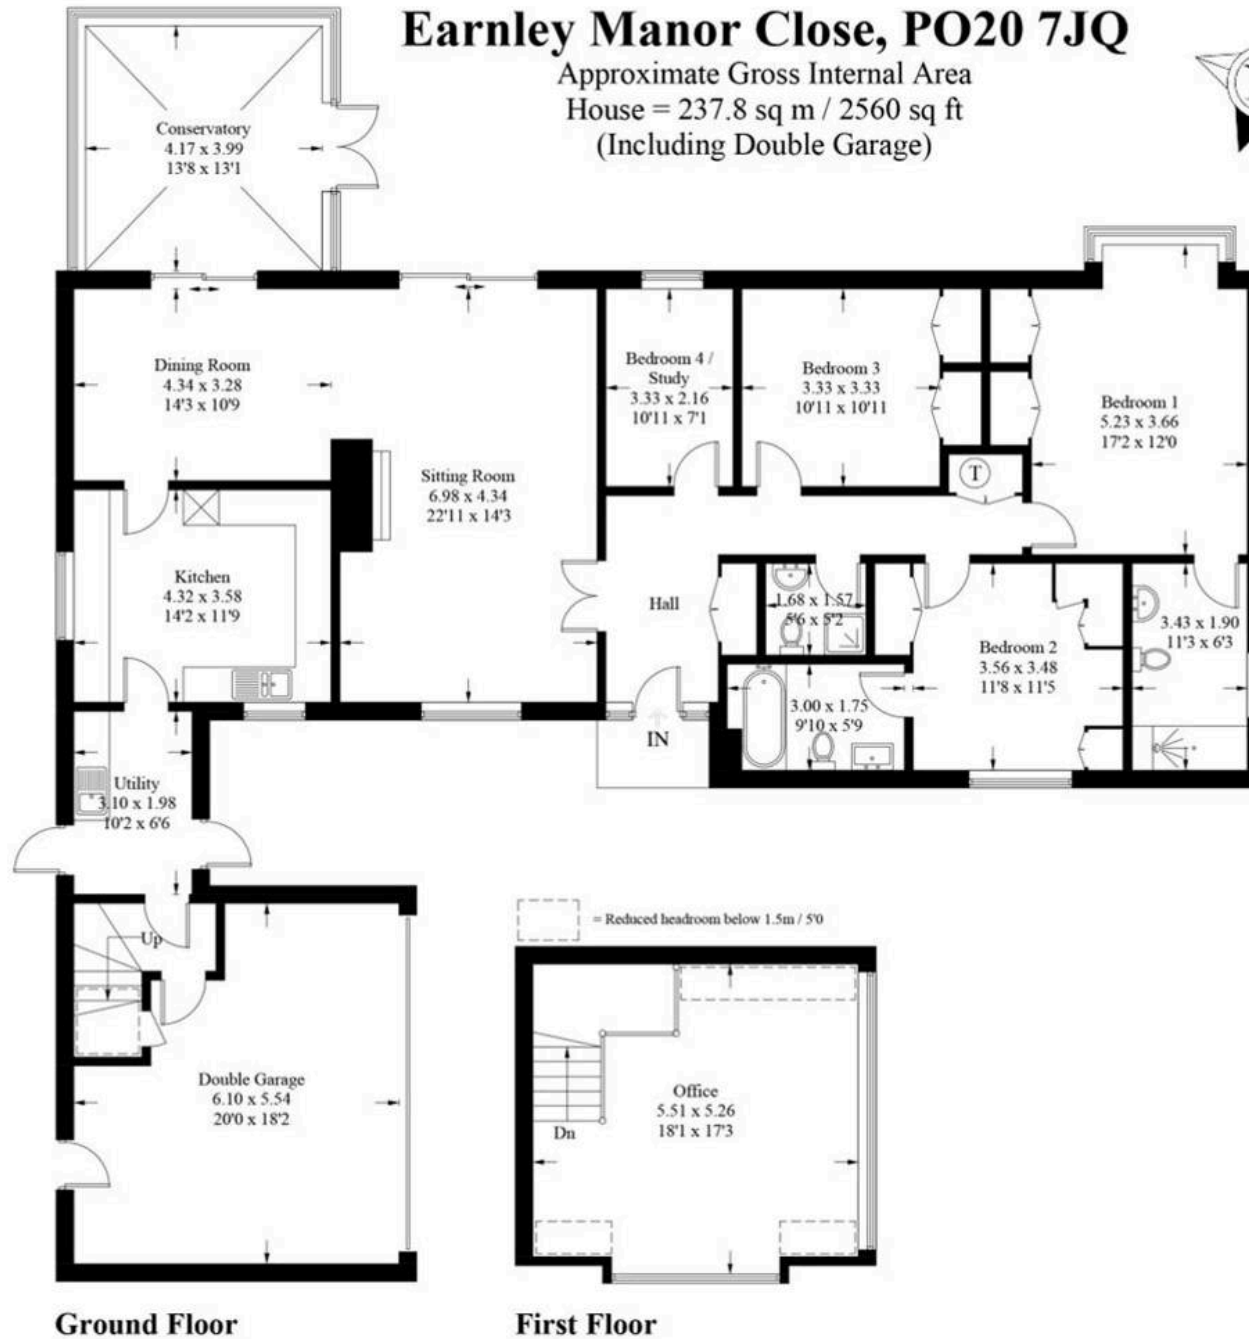 Earnley Manor Close, PO20 7JQ
Approximate Gross Internal Area
House = 237.8 sq m / 2560 sq ft
(Including Double Garage)
Conservatory
4.17 x 3.99
13'8 x 13'1
Dining Room
4.34 x 3.28
14'3 x 10'9
Sitting Room
6.98 x 4.34
22'11 x 14'3
Bedroom 4 /
Study
3.33 x 2.16
10'11 x 7'1
Bedroom 3
3.33 x 3.33
10'11 x 10'11
Bedroom 1
5.23 x 3.66
17'2 x 12'0
T
Kitchen
4.32 x 3.58
14'2 x 11'9
Hall
1.68 x 1.57
5'6 x 5'2
Bedroom 2
3.56 x 3.48
11'8 x 11'5
3.43 x 1.90
11'3 x 6'3
3.00 x 1.75
9'10 x 5'9
IN
Utility
3.10 x 1.98
10'2 x 6'6
Up
Double Garage
6.10 x 5.54
20'0 x 18'2
= Reduced headroom below 1.5m / 5'0
Office
5.51 x 5.26
18'1 x 17'3
Dn
Ground Floor
First Floor